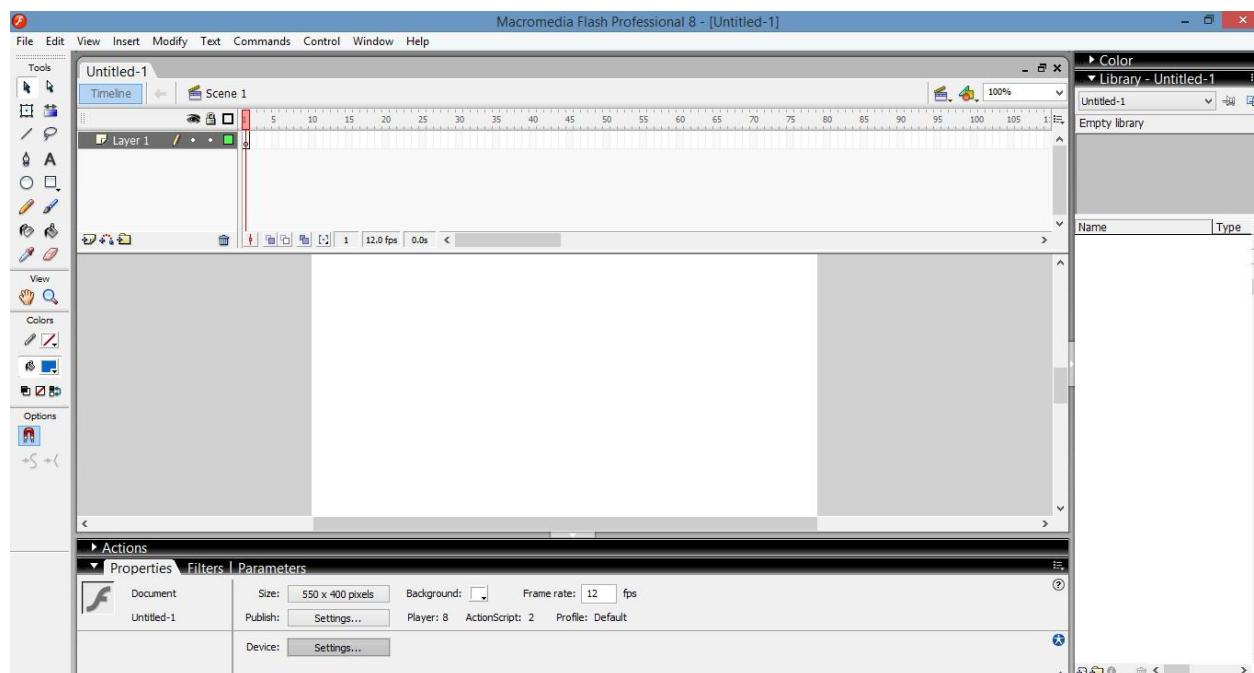 Macromedia Flash Professional 8 - [Untitled-1]
File Edit View Insert Modify Text Commands Control Window Help
Tools
Untitled-1
Timeline Scene 1 100%
5 10 15 20 25 30 35 40 45 50 55 60 65 70 75 80 85 90 95 100 105
Layer 1
1 12.0 fps 0.0s
View
Colors
Options
Color
Library - Untitled-1
Untitled-1
Empty library
Name Type
Actions
Properties Filters Parameters
Document Size: 550 x 400 pixels Background: Frame rate: 12 fps
Untitled-1 Publish: Settings... Player: 8 ActionScript: 2 Profile: Default
Device: Settings...